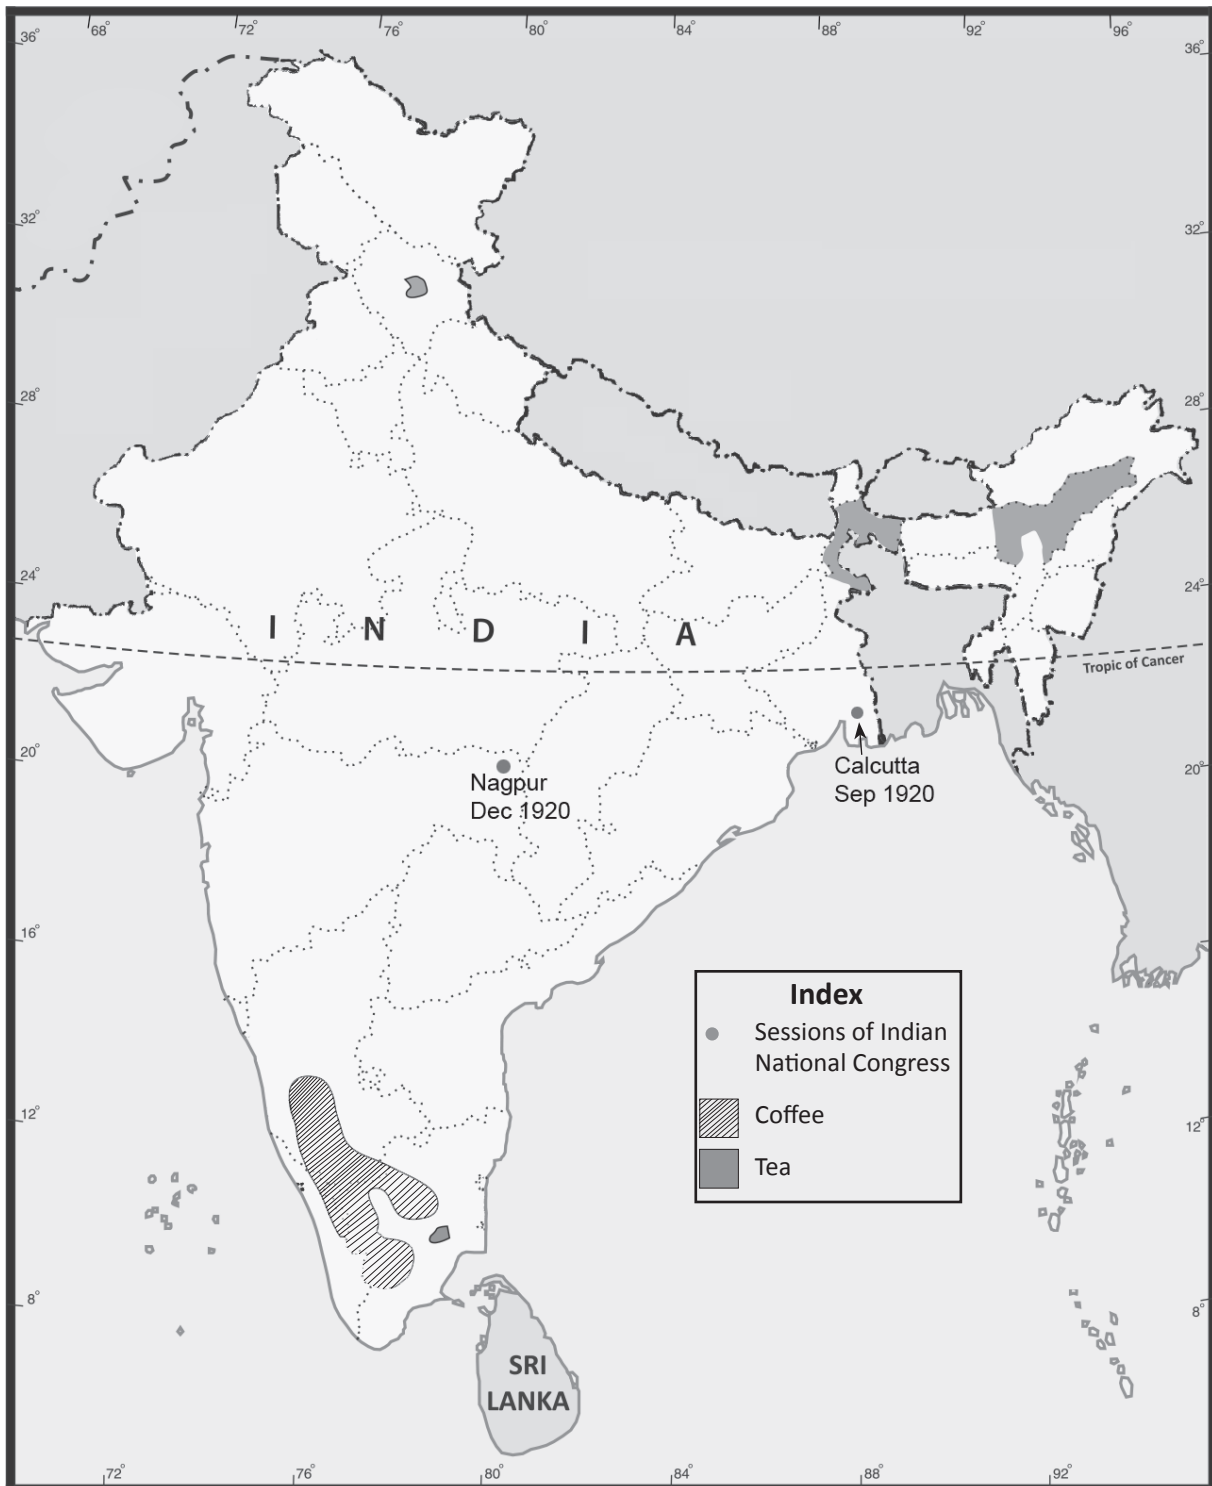 68° 72° 76° 80° 84° 88° 92° 96°
36° 36°
32° 32°
28° 28°
24° 24°
I N D I A
Tropic of Cancer
20° 20°
Nagpur
Dec 1920
Calcutta
Sep 1920
16°
Index
Sessions of Indian
National Congress
Coffee
Tea
12° 12°
8° 8°
SRI
LANKA
72° 76° 80° 84° 88° 92°